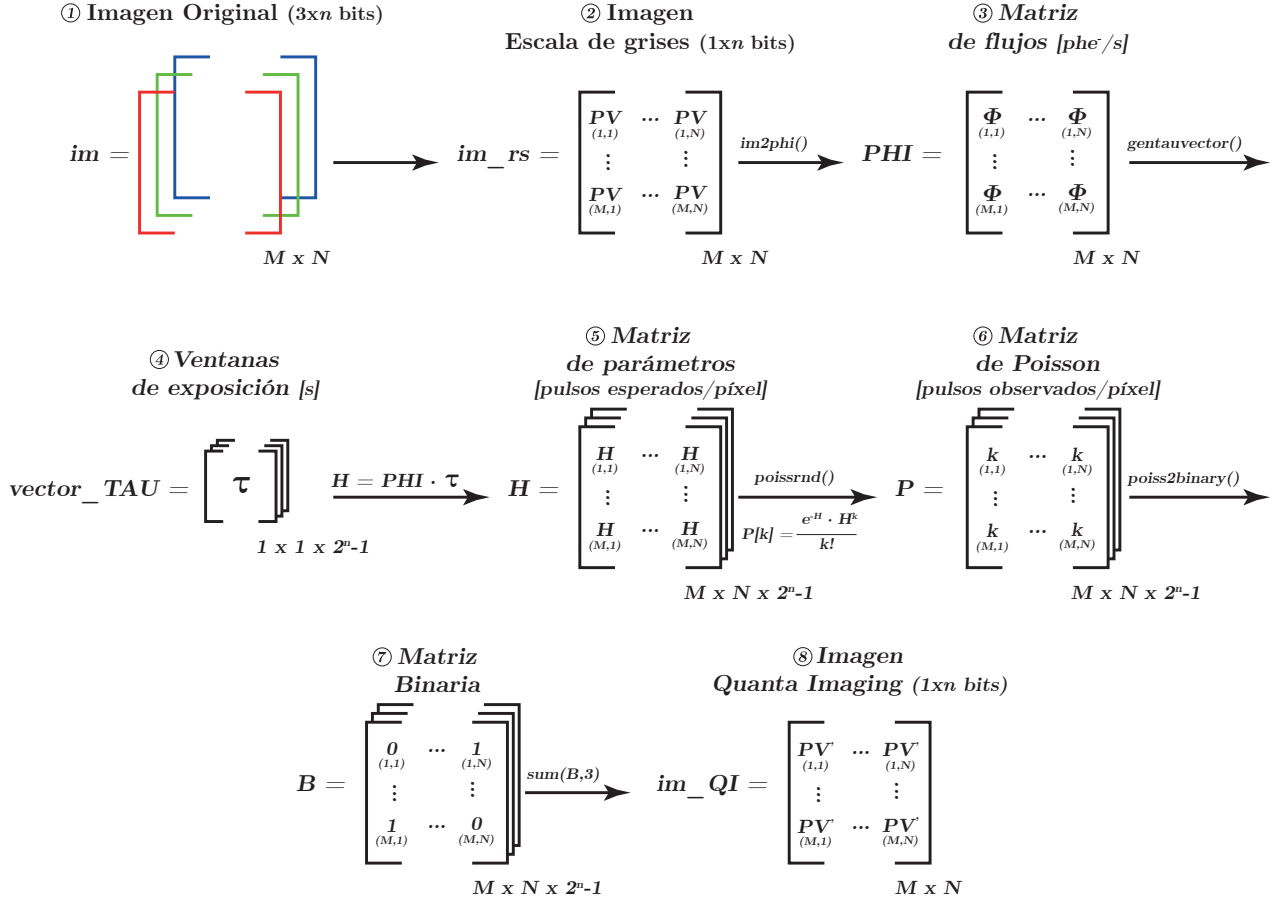 ① Imagen Original (3xn bits)
② Imagen
Escala de grises (1xn bits)
③ Matriz
de flujos [phe⁻/s]
im =
M x N
im_rs =
PV ... PV
(1,1) (1,N)
⋮ ⋮
PV ... PV
(M,1) (M,N)
M x N
im2phi()
PHI =
Φ ... Φ
(1,1) (1,N)
⋮ ⋮
Φ ... Φ
(M,1) (M,N)
M x N
gentauvector()
④ Ventanas
de exposición [s]
vector_TAU =
τ
1 x 1 x 2ⁿ-1
H = PHI · τ
⑤ Matriz
de parámetros
[pulsos esperados/píxel]
H =
H ... H
(1,1) (1,N)
⋮ ⋮
H ... H
(M,1) (M,N)
M x N x 2ⁿ-1
poissrnd()
P[k] = e⁻ᴴ · Hᵏ / k!
⑥ Matriz
de Poisson
[pulsos observados/píxel]
P =
k ... k
(1,1) (1,N)
⋮ ⋮
k ... k
(M,1) (M,N)
M x N x 2ⁿ-1
poiss2binary()
⑦ Matriz
Binaria
B =
0 ... 1
(1,1) (1,N)
⋮ ⋮
1 ... 0
(M,1) (M,N)
M x N x 2ⁿ-1
sum(B,3)
⑧ Imagen
Quanta Imaging (1xn bits)
im_QI =
PV' ... PV'
(1,1) (1,N)
⋮ ⋮
PV' ... PV'
(M,1) (M,N)
M x N